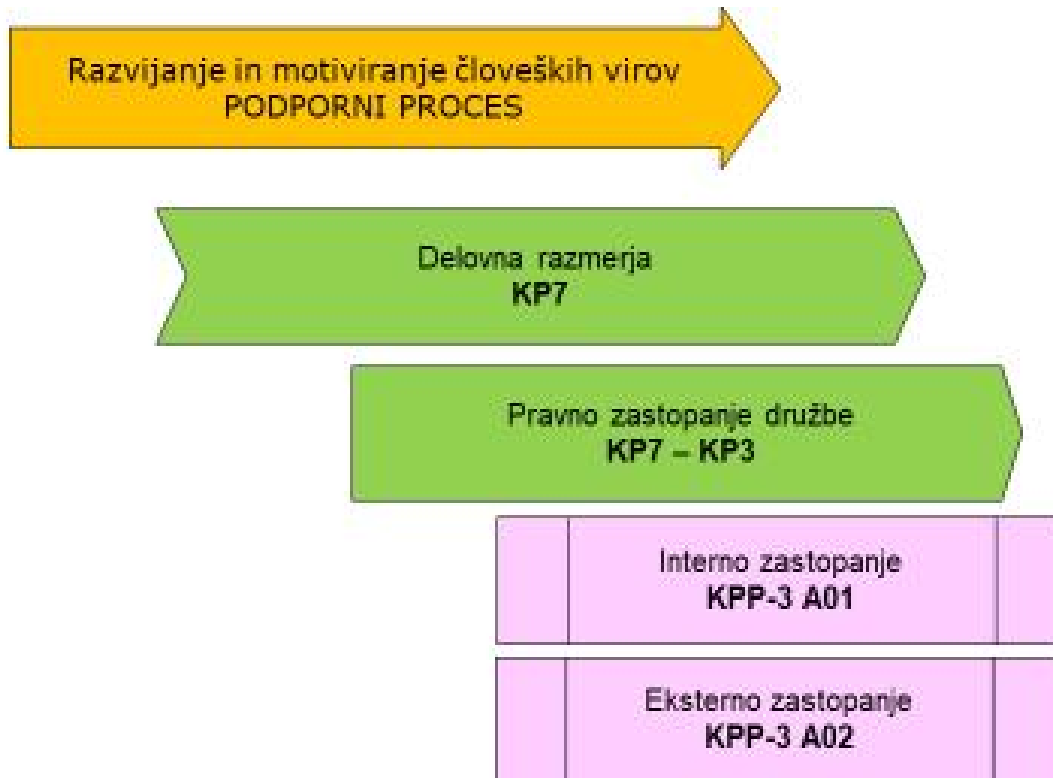 Razvijanje in motiviranje človeških virov
PODPORNI PROCES
Delovna razmerja
KP7
Pravno zastopanje družbe
KP7 – KP3
Interno zastopanje
KPP-3 A01
Eksterno zastopanje
KPP-3 A02